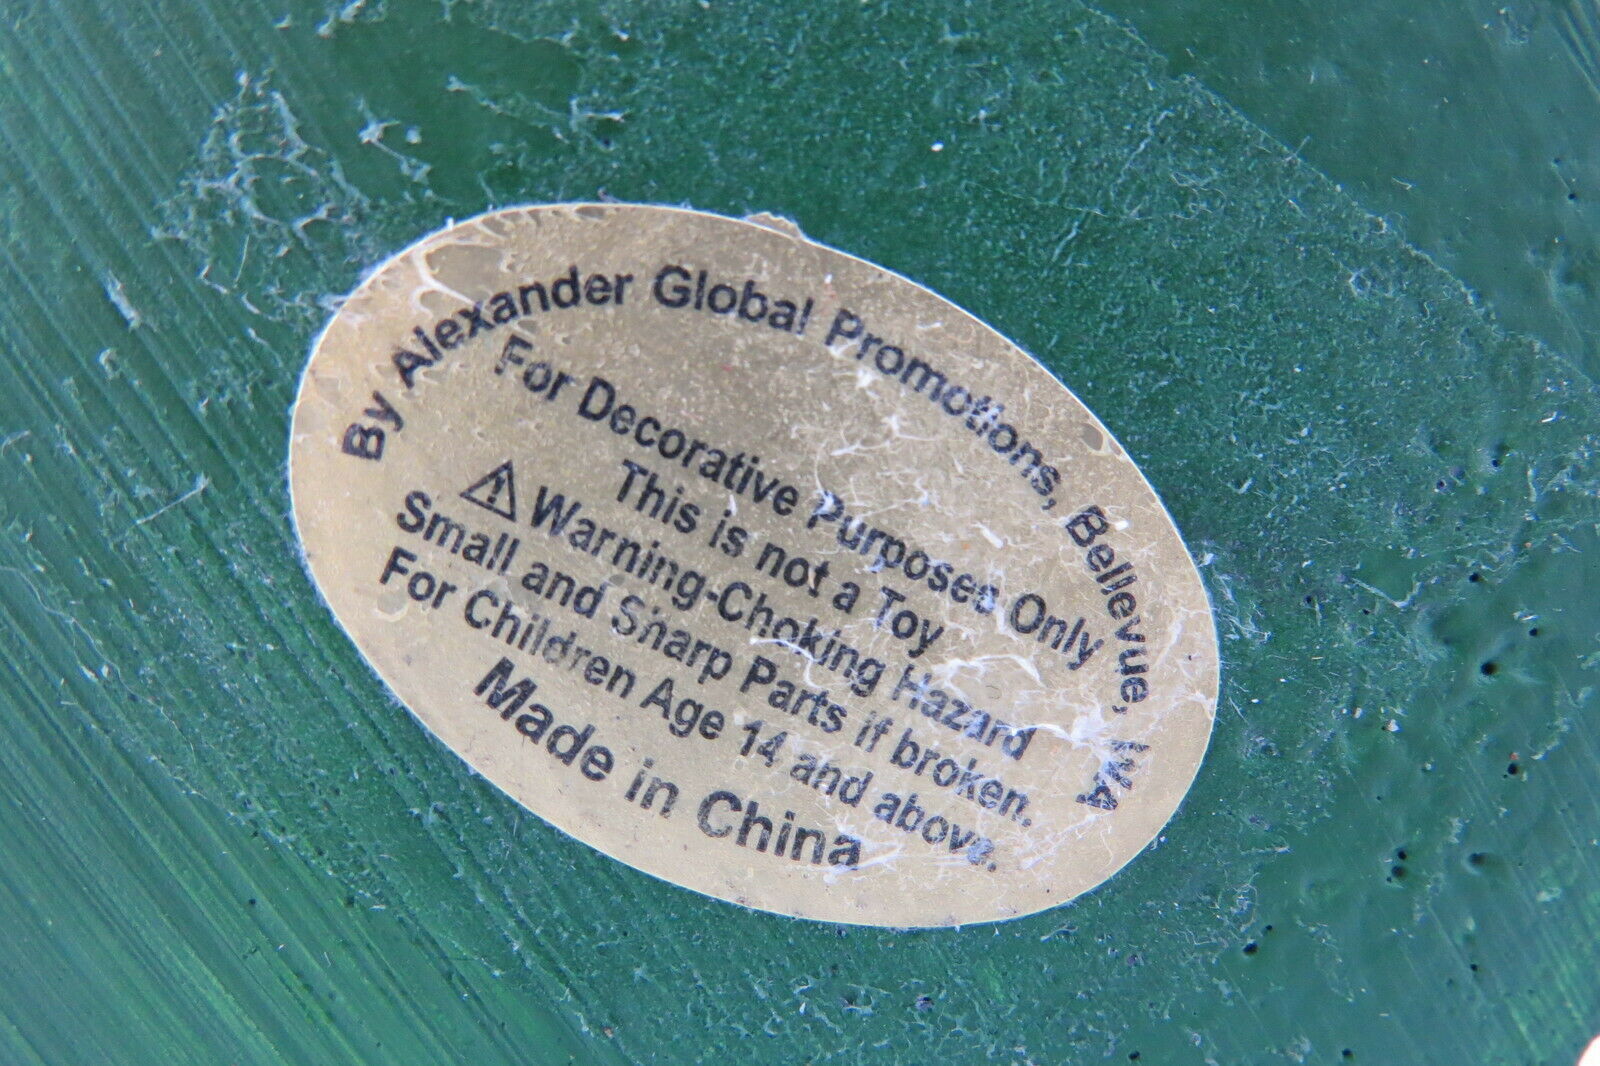 By Alexander Global Promotions, Bellevue, WA
For Decorative Purposes Only
This is not a Toy
⚠ Warning-Choking Hazard
Small and Sharp Parts if broken.
For Children Age 14 and above.
Made in China